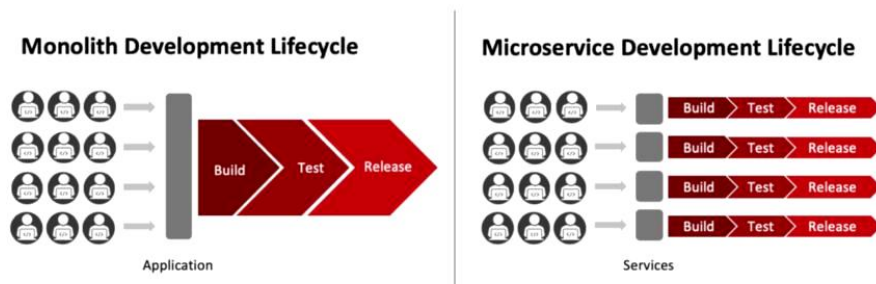 Monolith Development Lifecycle
Build
Test
Release
Application
Microservice Development Lifecycle
Build Test Release
Build Test Release
Build Test Release
Build Test Release
Services